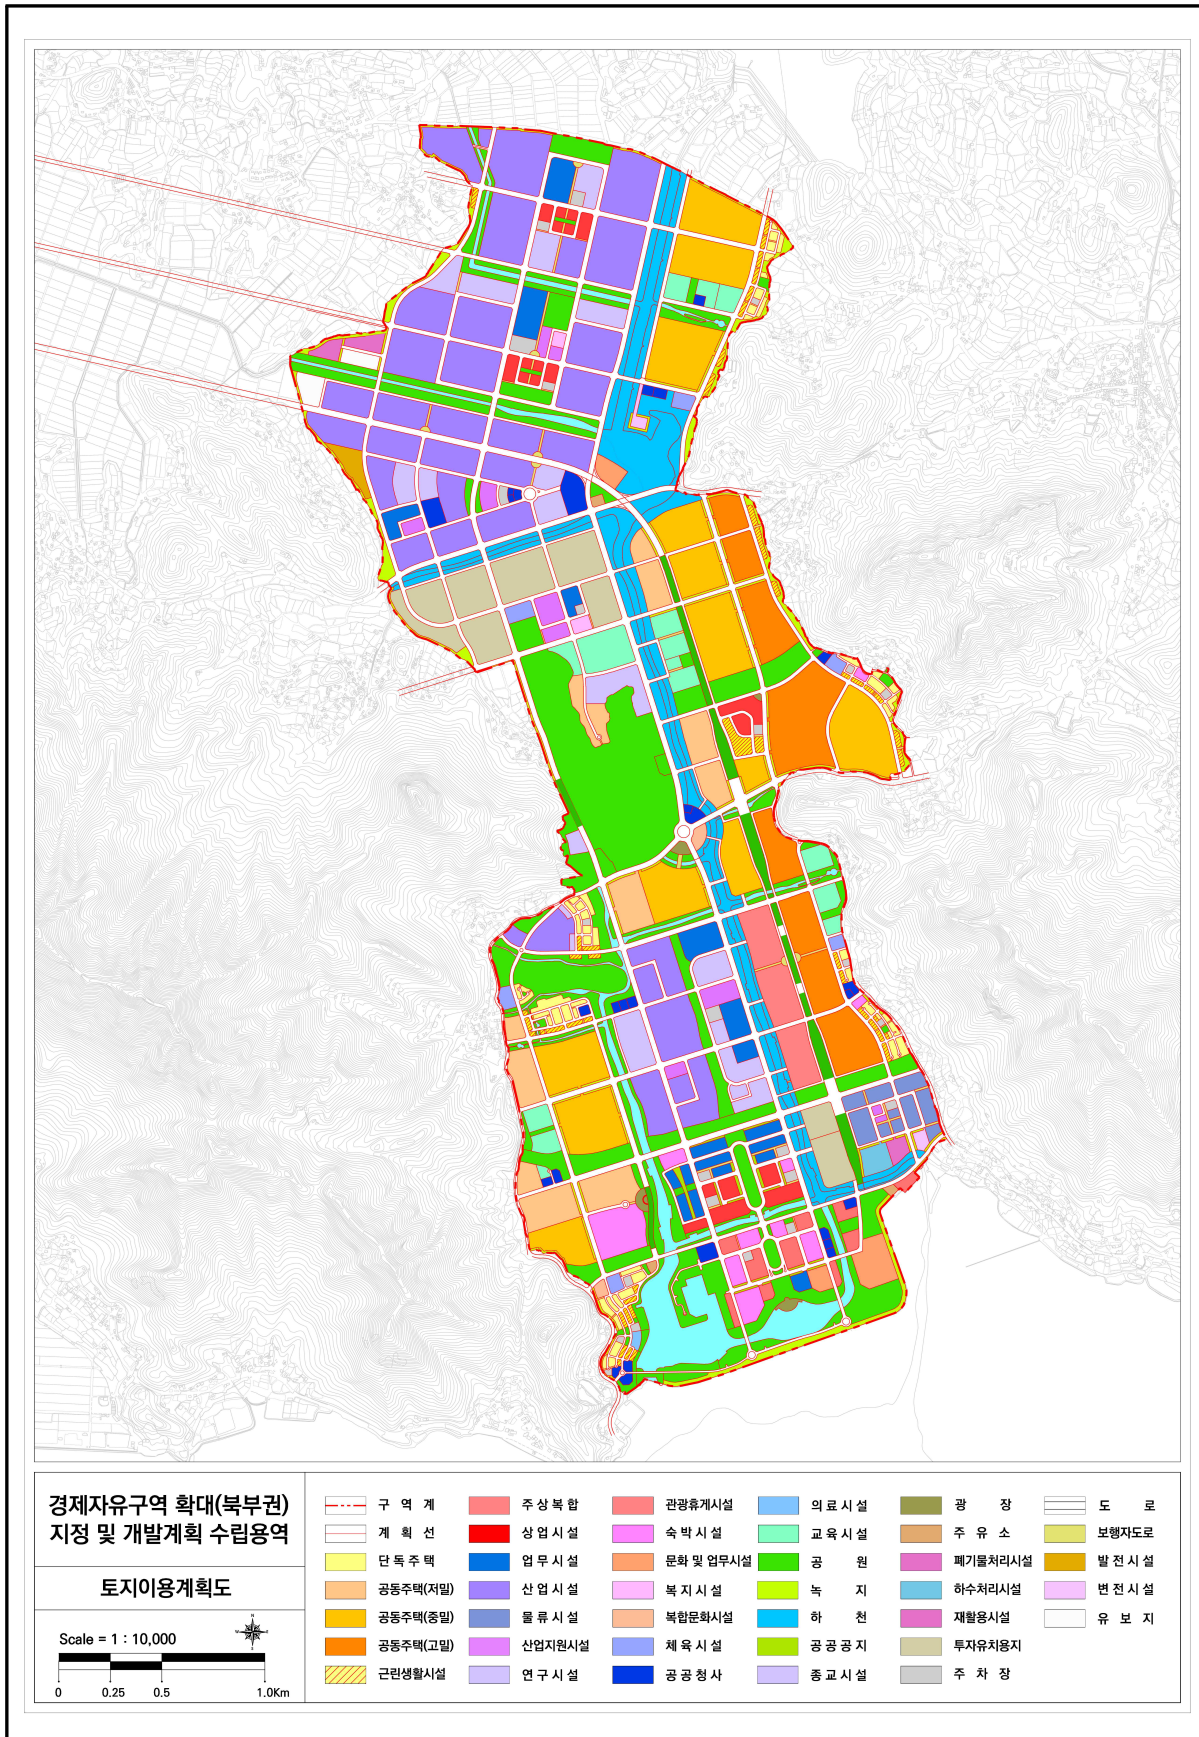 경제자유구역 확대(북부권)
지정 및 개발계획 수립용역
토지이용계획도
Scale = 1 : 10,000
N
W
E
S
0 0.25 0.5 1.0Km
구 역 계
계 획 선
단독주택
공동주택(저밀)
공동주택(중밀)
공동주택(고밀)
근린생활시설
주상복합
상업시설
업무시설
산업시설
물류시설
산업지원시설
연구시설
관광휴게시설
숙박시설
문화 및 업무시설
복지시설
복합문화시설
체육시설
공공청사
의료시설
교육시설
공 원
녹 지
하 천
공공공지
종교시설
광 장
주 유 소
폐기물처리시설
하수처리시설
재활용시설
투자유치용지
주 차 장
도 로
보행자도로
발전시설
변전시설
유 보 지